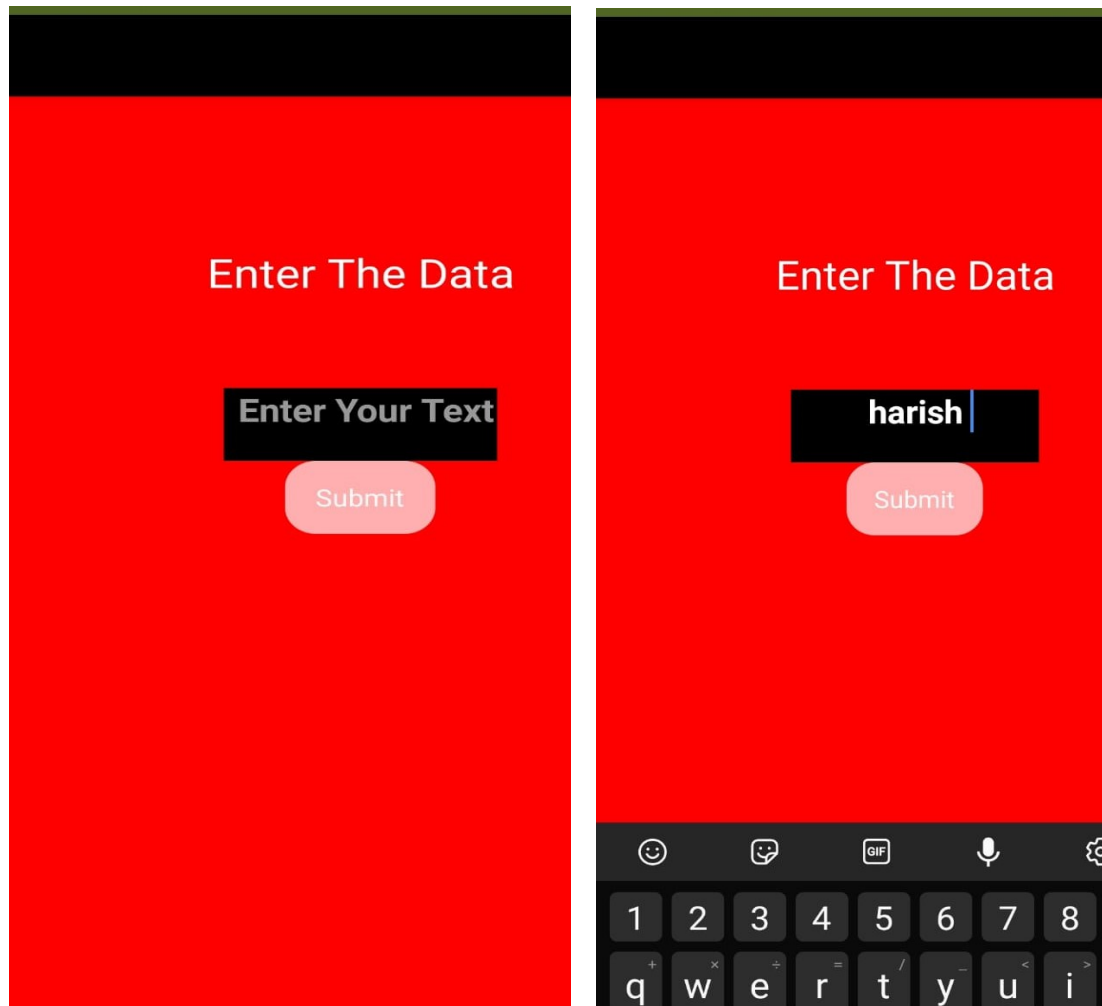 Enter The Data
Enter Your Text
Submit
Enter The Data
harish
Submit
GIF
1 2 3 4 5 6 7 8
+ × ÷ = / _ < >
q w e r t y u i